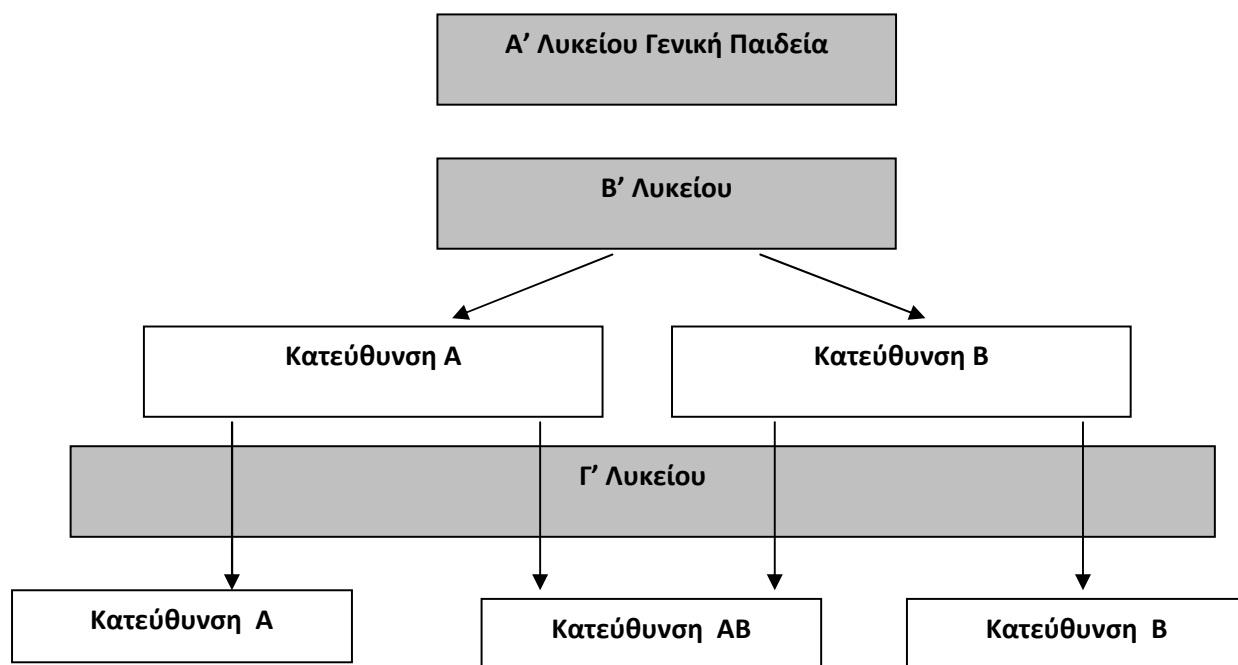 Α’ Λυκείου Γενική Παιδεία
Β’ Λυκείου
Κατεύθυνση Α
Κατεύθυνση Β
Γ’ Λυκείου
Κατεύθυνση Α
Κατεύθυνση ΑΒ
Κατεύθυνση Β